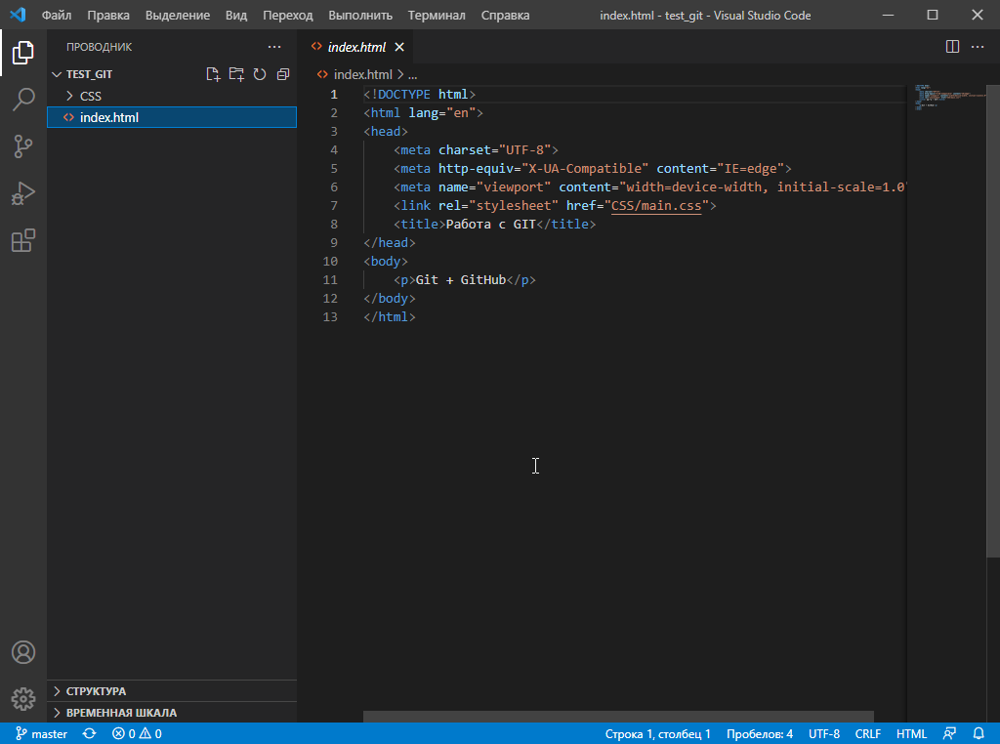 Файл Правка Выделение Вид Переход Выполнить Терминал Справка index.html - test_git - Visual Studio Code
ПРОВОДНИК
TEST_GIT
CSS
index.html
СТРУКТУРА
ВРЕМЕННАЯ ШКАЛА
index.html
index.html > ...
1 <!DOCTYPE html>
2 <html lang="en">
3 <head>
4 <meta charset="UTF-8">
5 <meta http-equiv="X-UA-Compatible" content="IE=edge">
6 <meta name="viewport" content="width=device-width, initial-scale=1.0"
7 <link rel="stylesheet" href="CSS/main.css">
8 <title>Работа с GIT</title>
9 </head>
10 <body>
11 <p>Git + GitHub</p>
12 </body>
13 </html>
master 0 0 Строка 1, столбец 1 Пробелов: 4 UTF-8 CRLF HTML